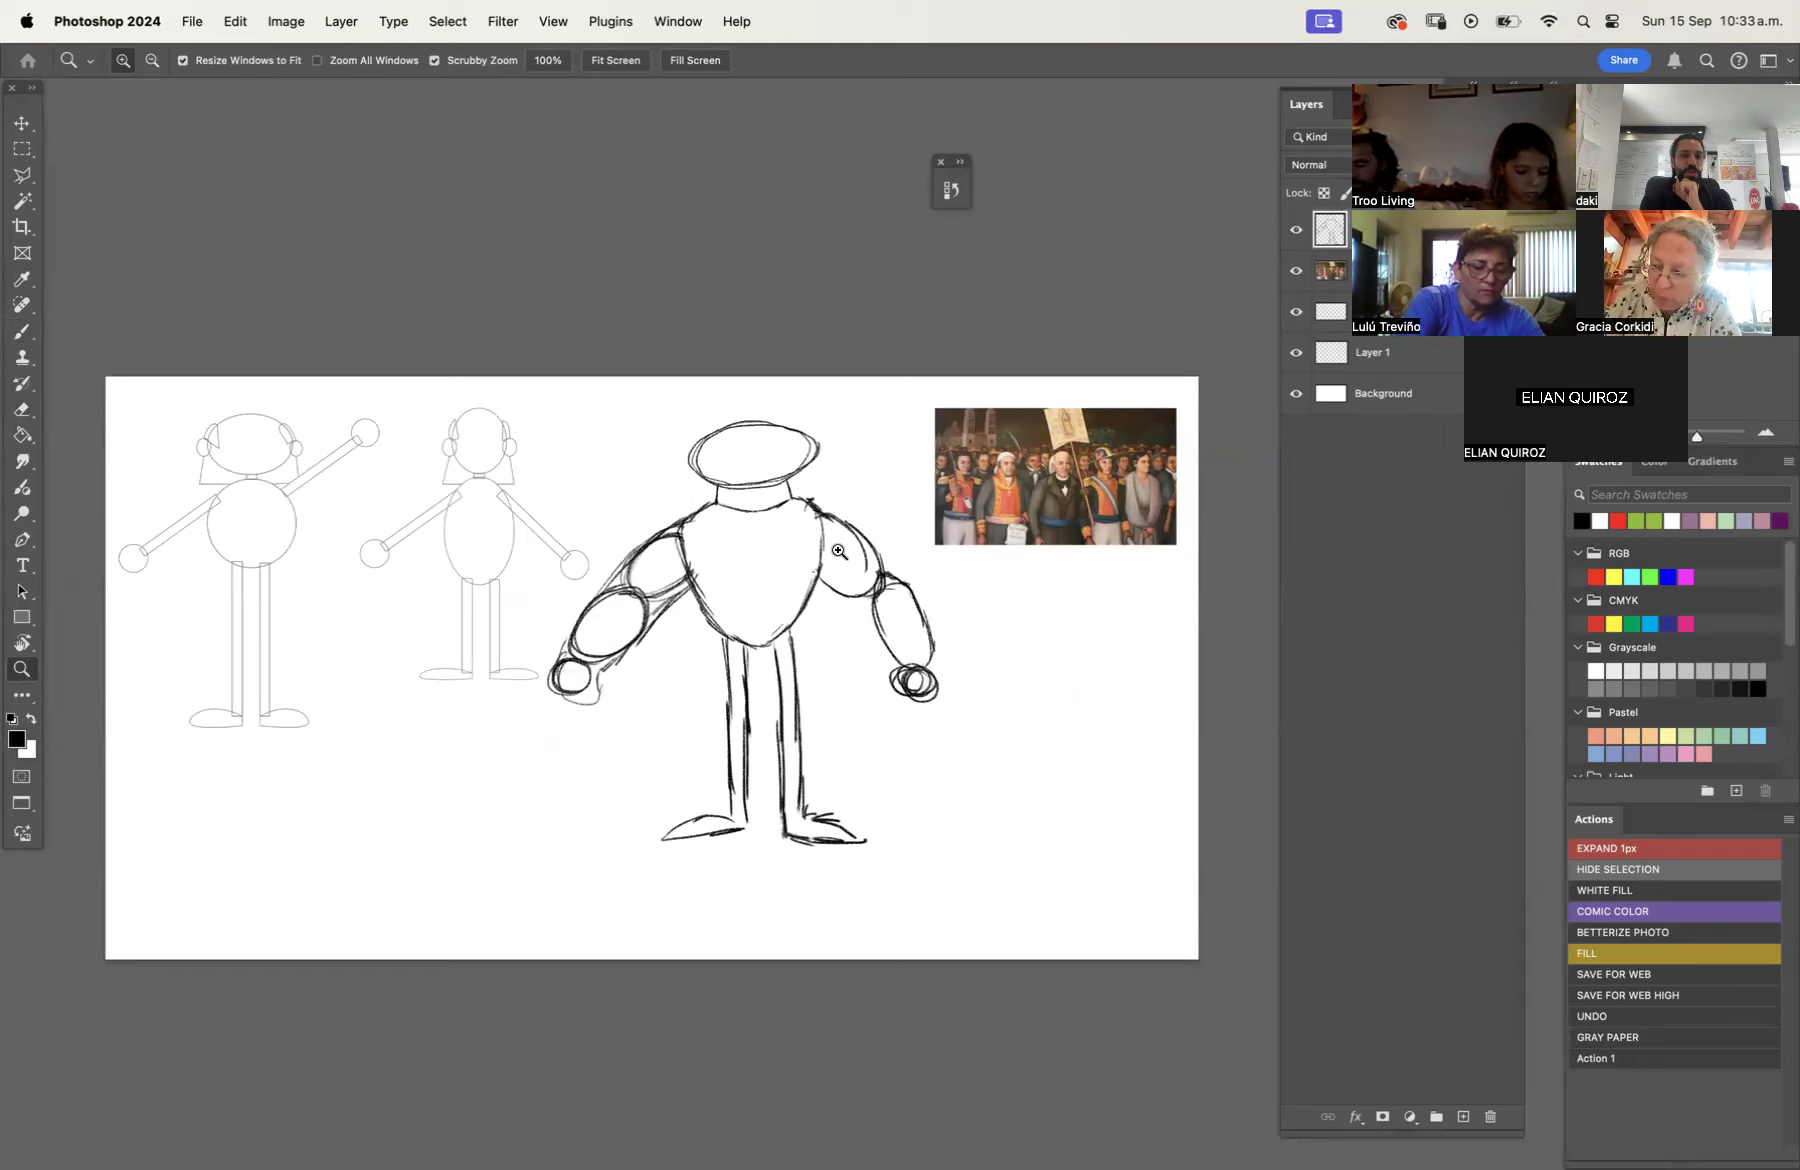 Photoshop 2024 File Edit Image Layer Type Select Filter View Plugins Window Help Sun 15 Sep 10:33 a.m.
Resize Windows to Fit Zoom All Windows Scrubby Zoom 100% Fit Screen Fill Screen Share
Layers
Kind
Normal
Lock:
Layer 1
Background
Troo Living
daki
Lulú Treviño
Gracia Corkidi
ELIAN QUIROZ
ELIAN QUIROZ
Swatches Color Gradients
Search Swatches
RGB
CMYK
Grayscale
Pastel
Light
Actions
EXPAND 1px
HIDE SELECTION
WHITE FILL
COMIC COLOR
BETTERIZE PHOTO
FILL
SAVE FOR WEB
SAVE FOR WEB HIGH
UNDO
GRAY PAPER
Action 1
fx